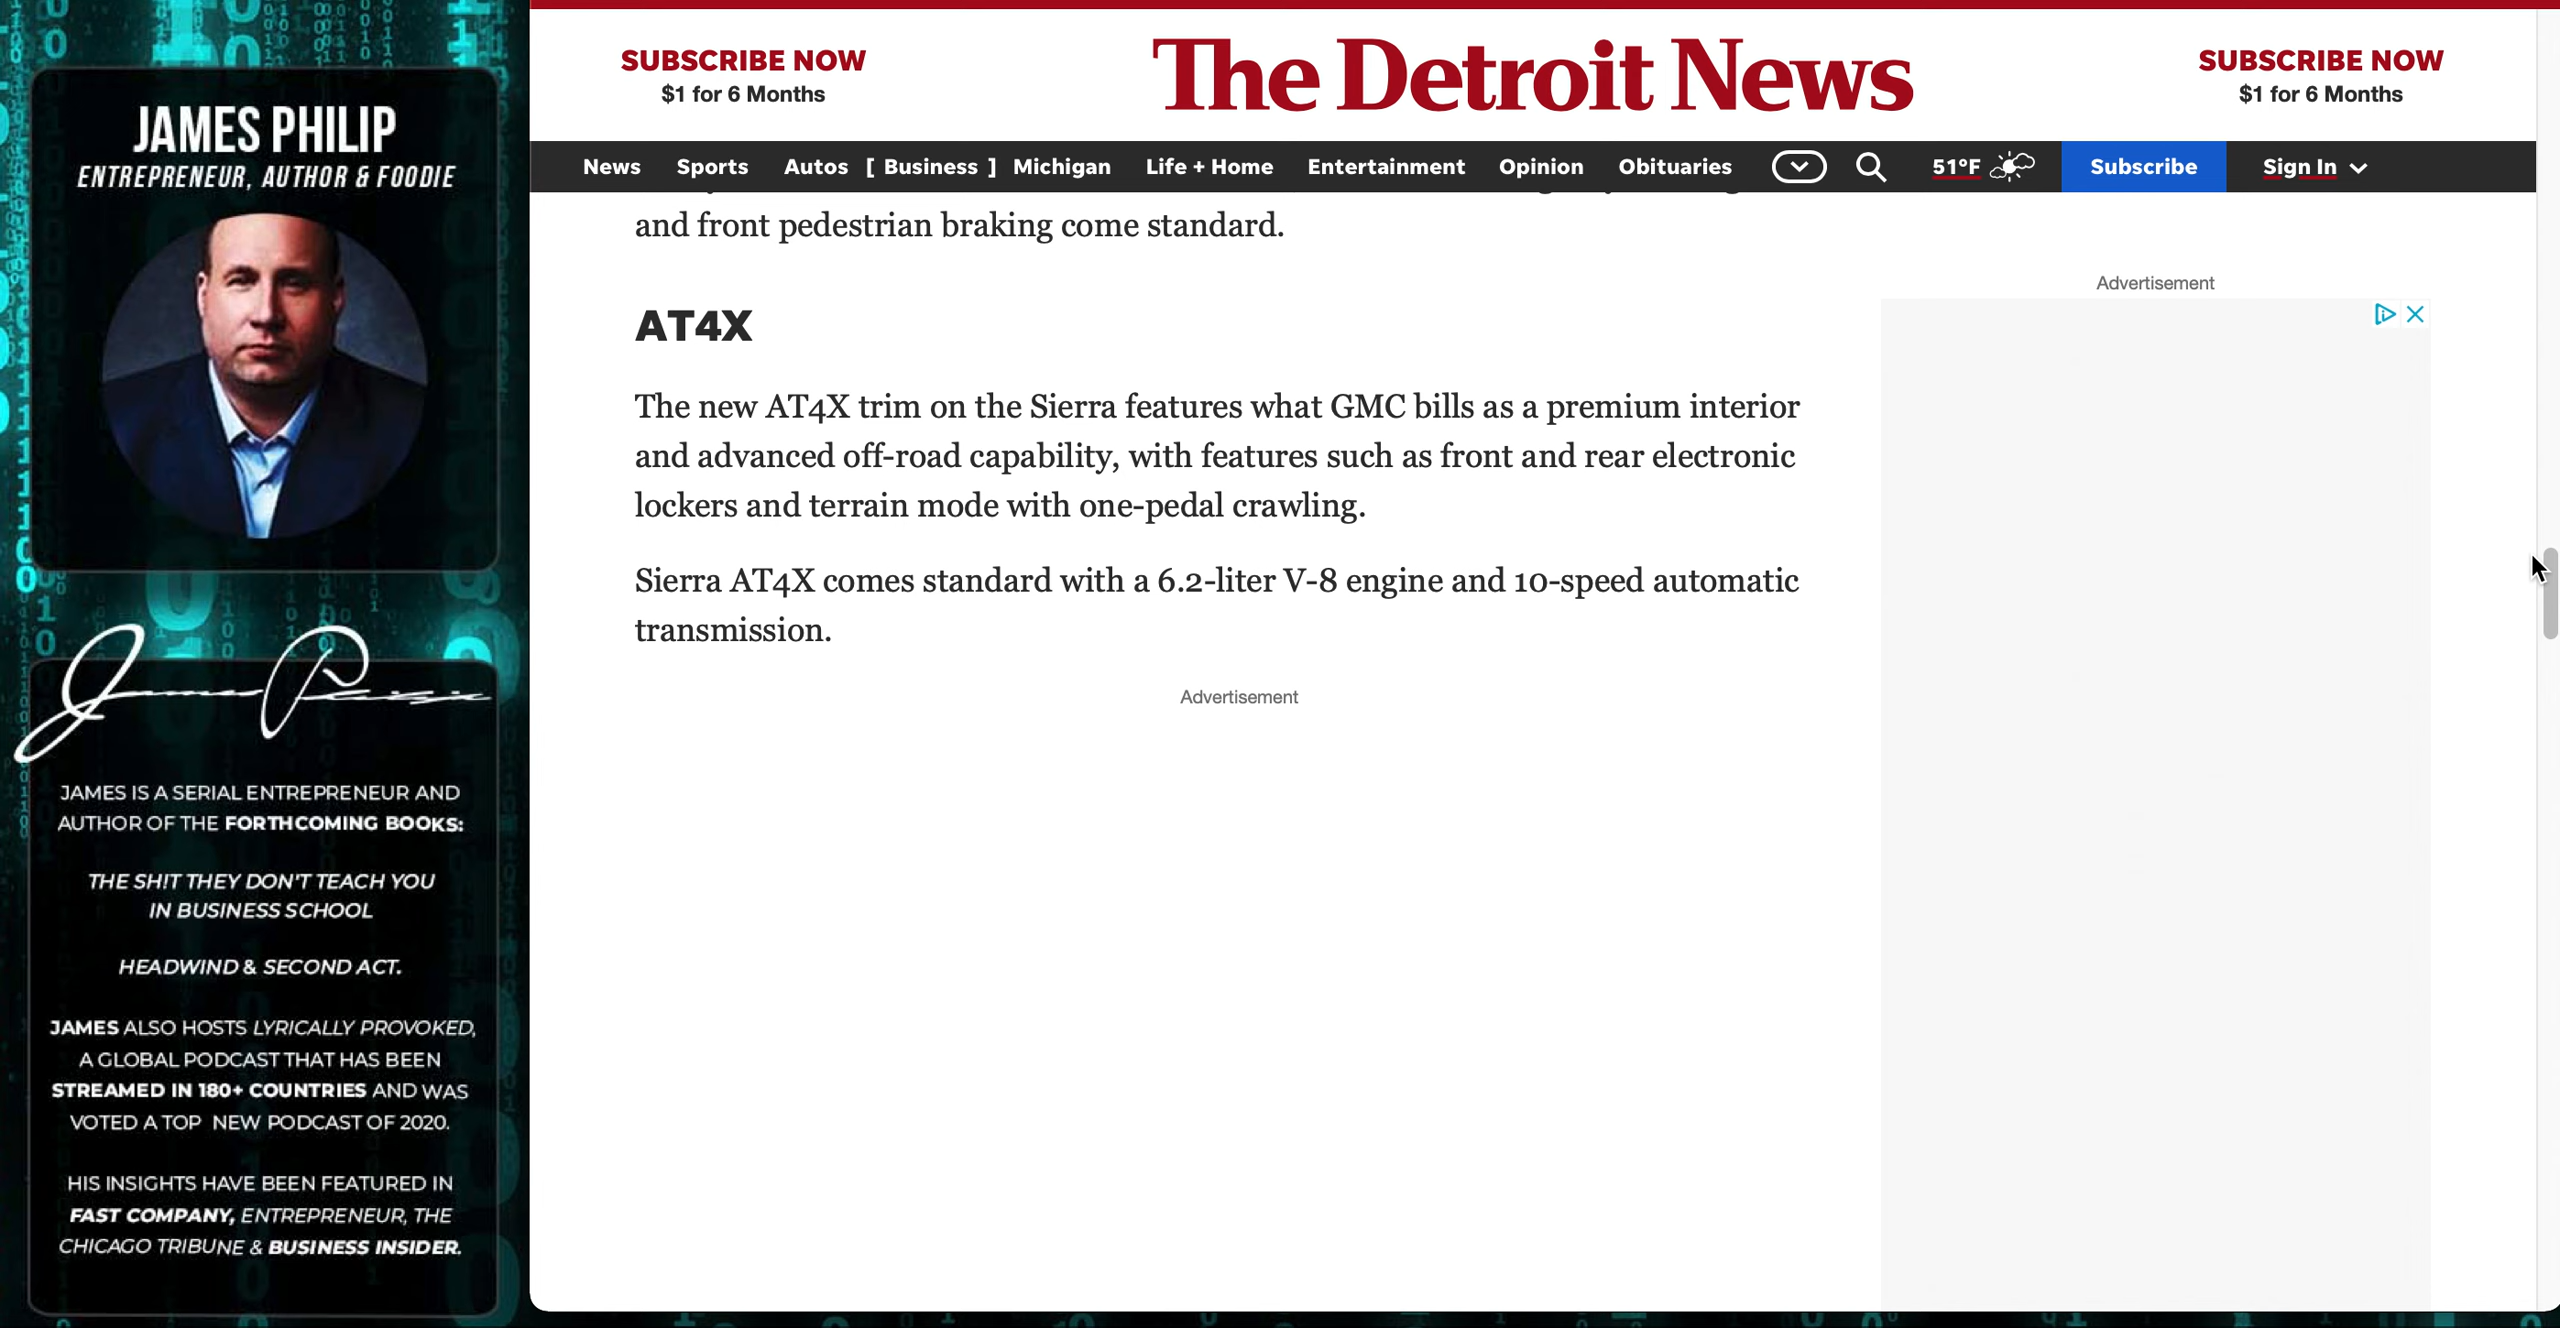 JAMES PHILIP
ENTREPRENEUR, AUTHOR & FOODIE
JAMES IS A SERIAL ENTREPRENEUR AND
AUTHOR OF THE FORTHCOMING BOOKS:
THE SH!T THEY DON'T TEACH YOU
IN BUSINESS SCHOOL
HEADWIND & SECOND ACT.
JAMES ALSO HOSTS LYRICALLY PROVOKED,
A GLOBAL PODCAST THAT HAS BEEN
STREAMED IN 180+ COUNTRIES AND WAS
VOTED A TOP NEW PODCAST OF 2020.
HIS INSIGHTS HAVE BEEN FEATURED IN
FAST COMPANY, ENTREPRENEUR, THE
CHICAGO TRIBUNE & BUSINESS INSIDER.
SUBSCRIBE NOW
$1 for 6 Months
The Detroit News
SUBSCRIBE NOW
$1 for 6 Months
News Sports Autos [ Business ] Michigan Life + Home Entertainment Opinion Obituaries 51°F Subscribe Sign In
and front pedestrian braking come standard.
AT4X
The new AT4X trim on the Sierra features what GMC bills as a premium interior
and advanced off-road capability, with features such as front and rear electronic
lockers and terrain mode with one-pedal crawling.
Sierra AT4X comes standard with a 6.2-liter V-8 engine and 10-speed automatic
transmission.
Advertisement
Advertisement